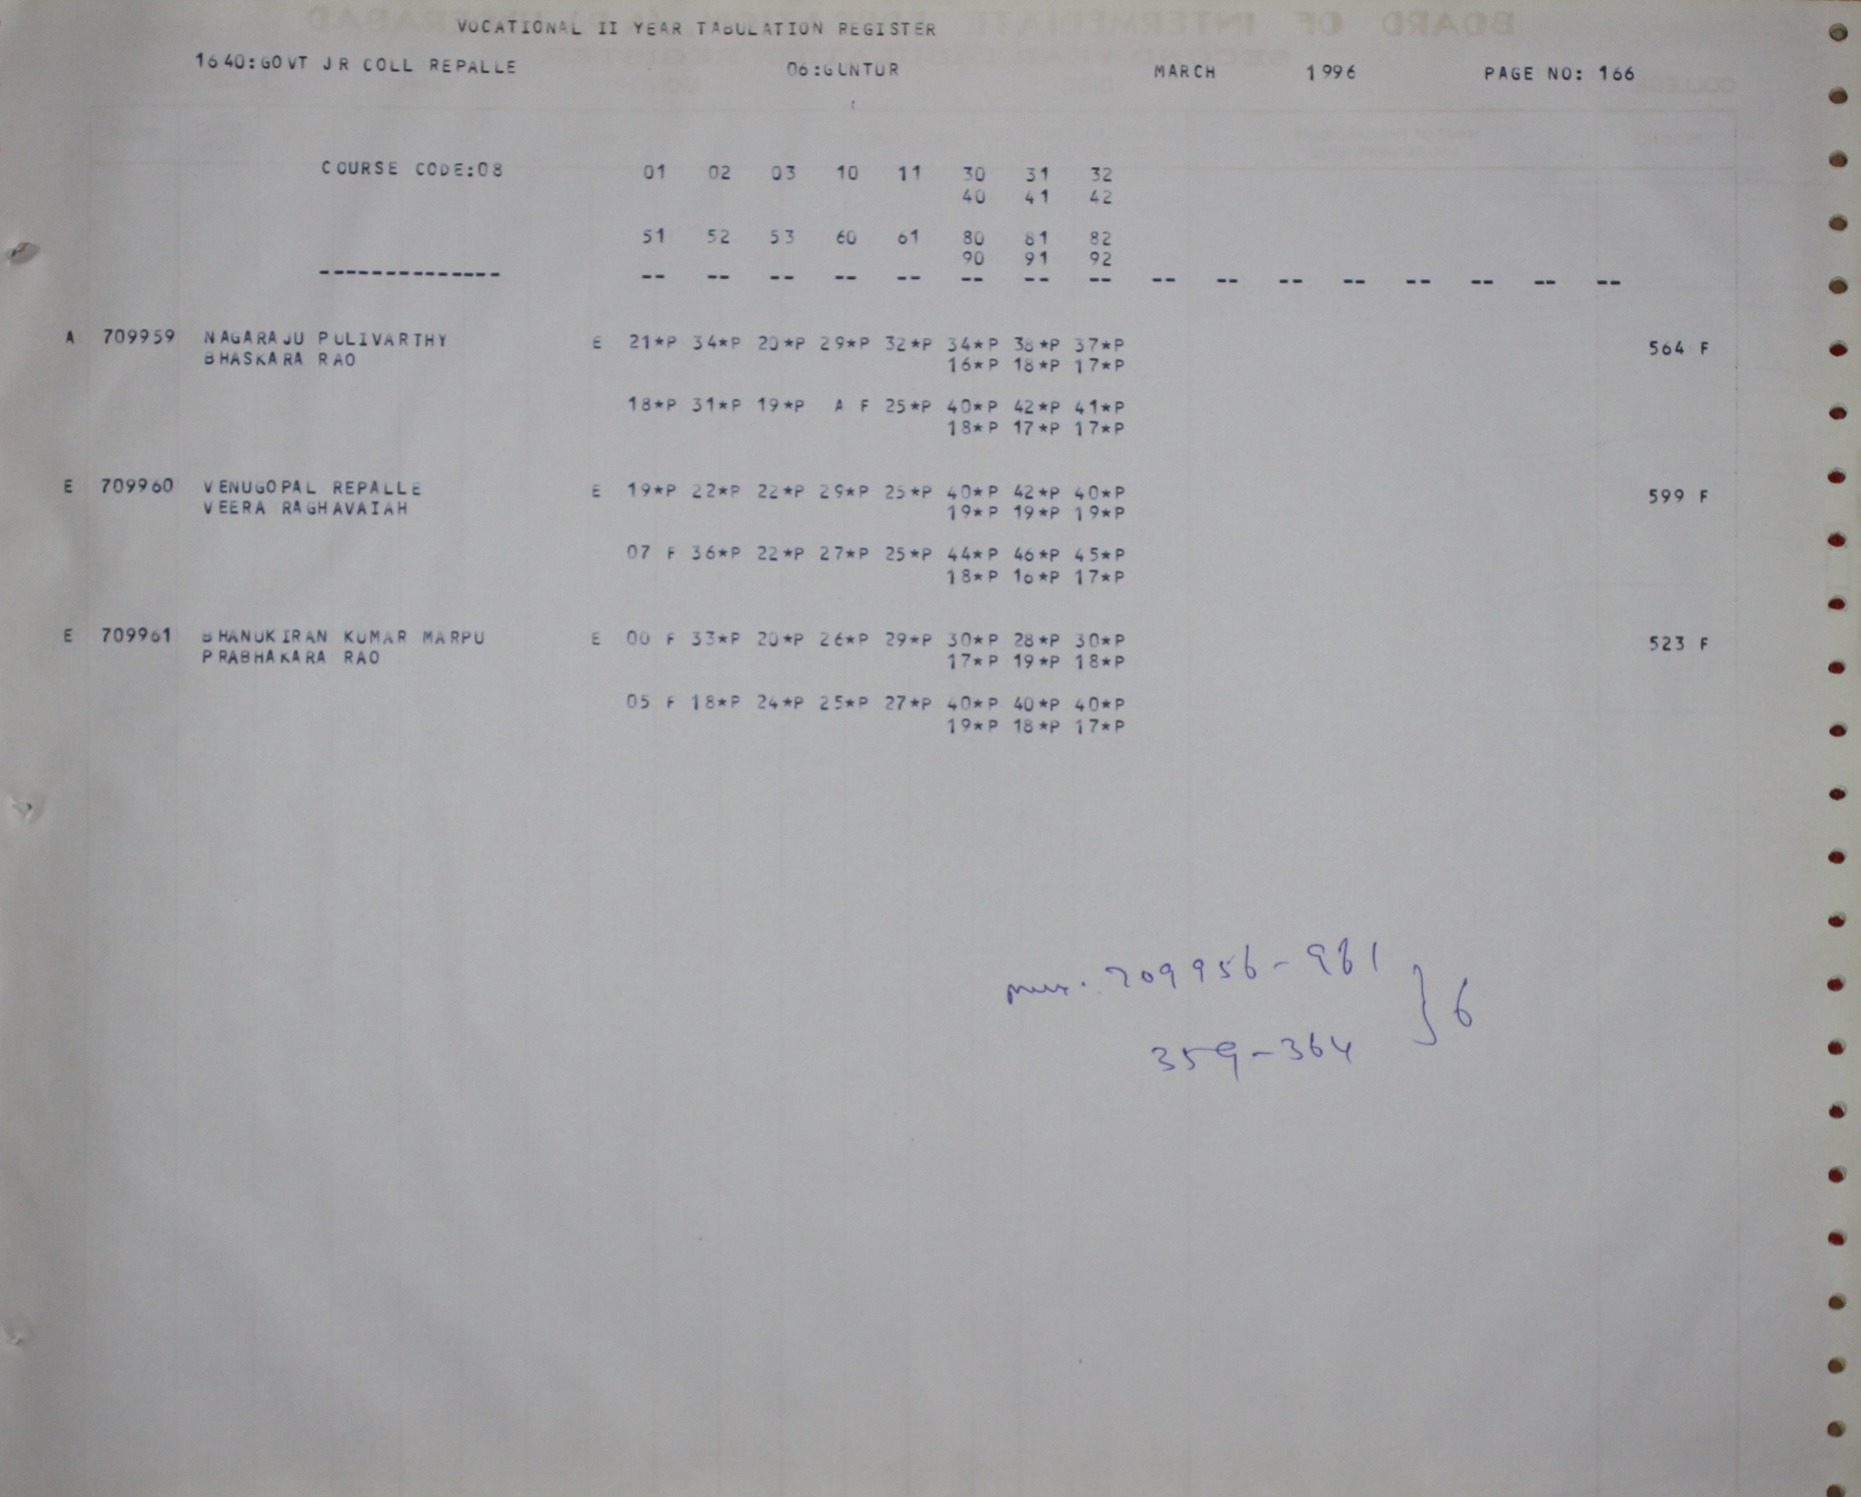 VOCATIONAL II YEAR TABULATION REGISTER
1640:GOVT JR COLL REPALLE 06:GUNTUR MARCH 1996 PAGE NO: 166
COURSE CODE:08 01 02 03 10 11 30 31 32
40 41 42
51 52 53 60 61 80 81 82
90 91 92
-------------- -- -- -- -- -- -- -- -- -- -- -- -- -- -- -- --
A 709959 NAGARAJU PULIVARTHY E 21*P 34*P 20*P 29*P 32*P 34*P 38*P 37*P 564 F
BHASKARA RAO 16*P 18*P 17*P
18*P 31*P 19*P A F 25*P 40*P 42*P 41*P
18*P 17*P 17*P
E 709960 VENUGOPAL REPALLE E 19*P 22*P 22*P 29*P 25*P 40*P 42*P 40*P 599 F
VEERA RAGHAVAIAH 19*P 19*P 19*P
07 F 36*P 22*P 27*P 25*P 44*P 46*P 45*P
18*P 16*P 17*P
E 709961 BHANUKIRAN KUMAR MARPU E 00 F 33*P 20*P 26*P 29*P 30*P 28*P 30*P 523 F
PRABHAKARA RAO 17*P 19*P 18*P
05 F 18*P 24*P 25*P 27*P 40*P 40*P 40*P
19*P 18*P 17*P
709956-961 } 6
359-364